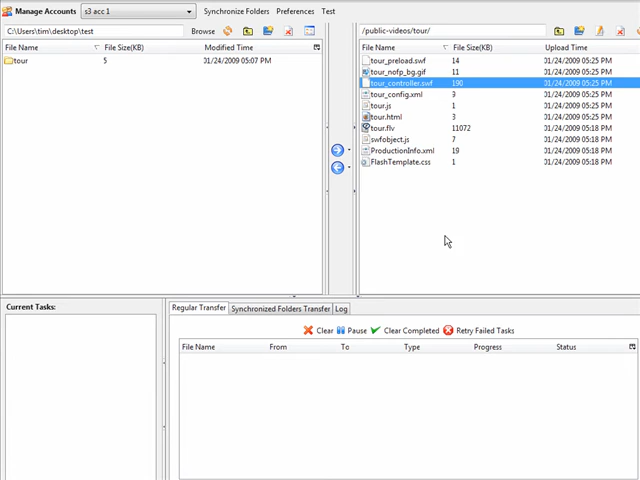 Manage Accounts s3 acc 1 Synchronize Folders Preferences Test
C:\Users\tim\desktop\test Browse /public-videos/tour/
File Name File Size(KB) Modified Time File Name File Size(KB) Upload Time
tour 5 01/24/2009 05:07 PM tour_preload.swf 14 01/24/2009 05:25 PM
tour_nofp_bg.gif 11 01/24/2009 05:25 PM
tour_controller.swf 190 01/24/2009 05:25 PM
tour_config.xml 3 01/24/2009 05:25 PM
tour.js 1 01/24/2009 05:25 PM
tour.html 3 01/24/2009 05:25 PM
tour.flv 11072 01/24/2009 05:18 PM
swfobject.js 7 01/24/2009 05:18 PM
ProductionInfo.xml 19 01/24/2009 05:18 PM
FlashTemplate.css 1 01/24/2009 05:18 PM
Current Tasks: Regular Transfer Synchronized Folders Transfer Log
Clear Pause Clear Completed Retry Failed Tasks
File Name From To Type Progress Status